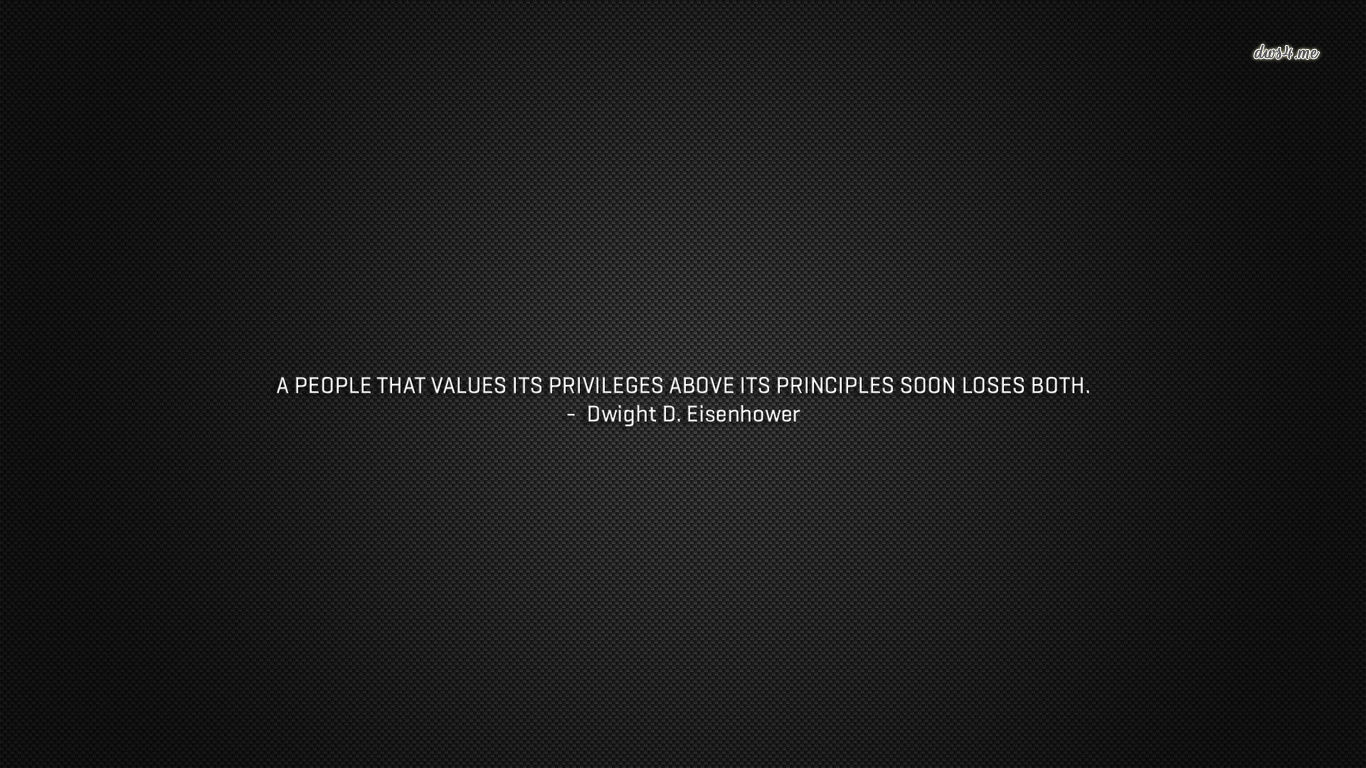 dws4.me
A PEOPLE THAT VALUES ITS PRIVILEGES ABOVE ITS PRINCIPLES SOON LOSES BOTH.
- Dwight D. Eisenhower